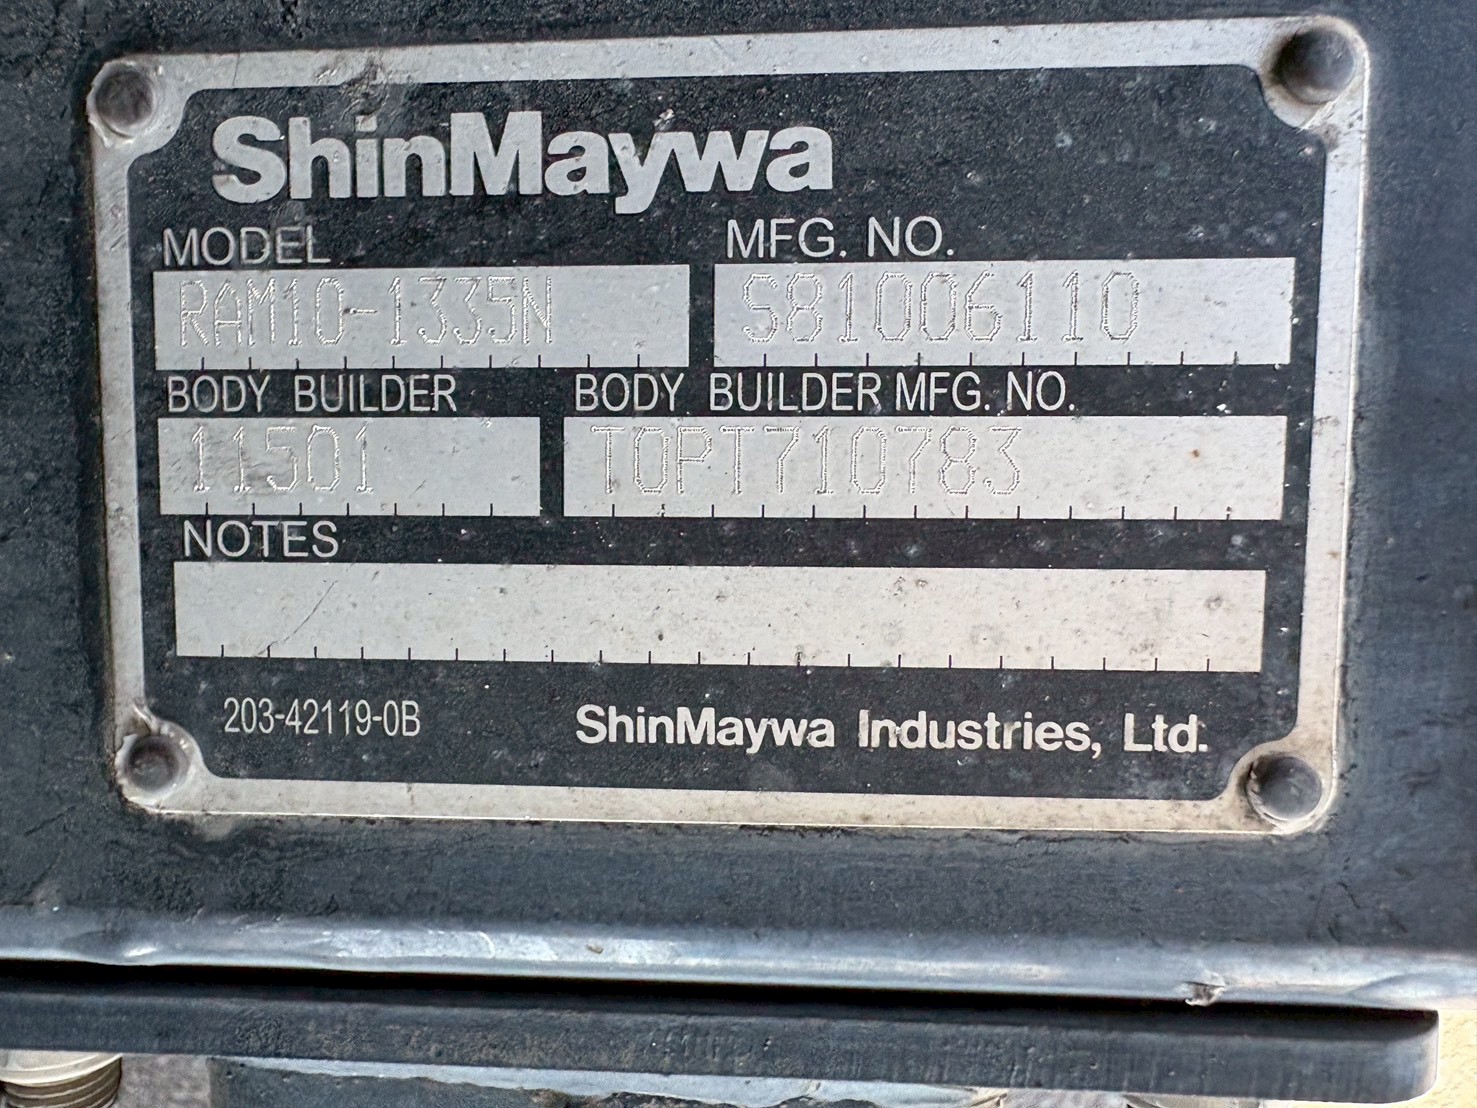 ShinMaywa
MODEL MFG. NO.
RAM10-1335N S81006110
BODY BUILDER BODY BUILDER MFG. NO.
11501 TOPT710783
NOTES
203-42119-0B ShinMaywa Industries, Ltd.